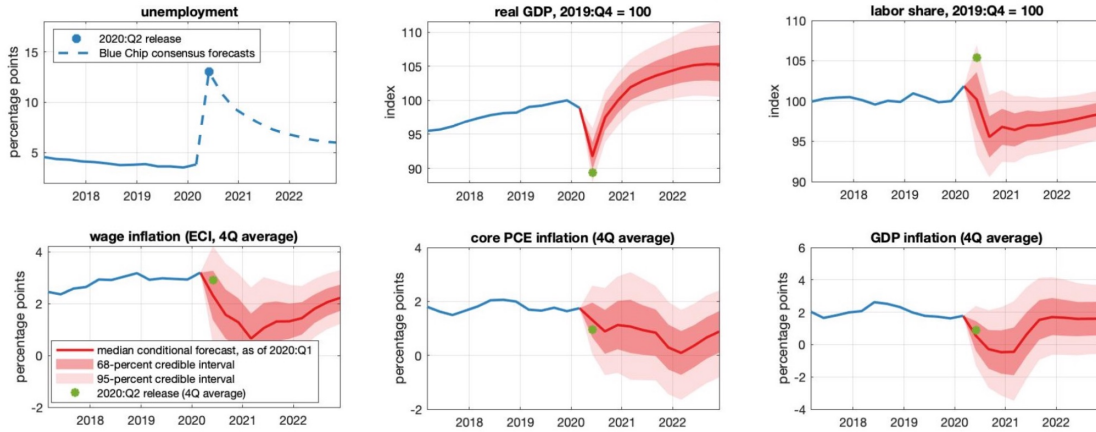 unemployment
percentage points
15
10
5
2020:Q2 release
Blue Chip consensus forecasts
2018 2019 2020 2021 2022
real GDP, 2019:Q4 = 100
index
110
105
100
95
90
2018 2019 2020 2021 2022
labor share, 2019:Q4 = 100
index
110
105
100
95
90
2018 2019 2020 2021 2022
wage inflation (ECI, 4Q average)
percentage points
4
2
0
-2
median conditional forecast, as of 2020:Q1
68-percent credible interval
95-percent credible interval
2020:Q2 release (4Q average)
2018 2019 2020 2021 2022
core PCE inflation (4Q average)
percentage points
4
2
0
-2
2018 2019 2020 2021 2022
GDP inflation (4Q average)
percentage points
6
4
2
0
-2
-4
2018 2019 2020 2021 2022